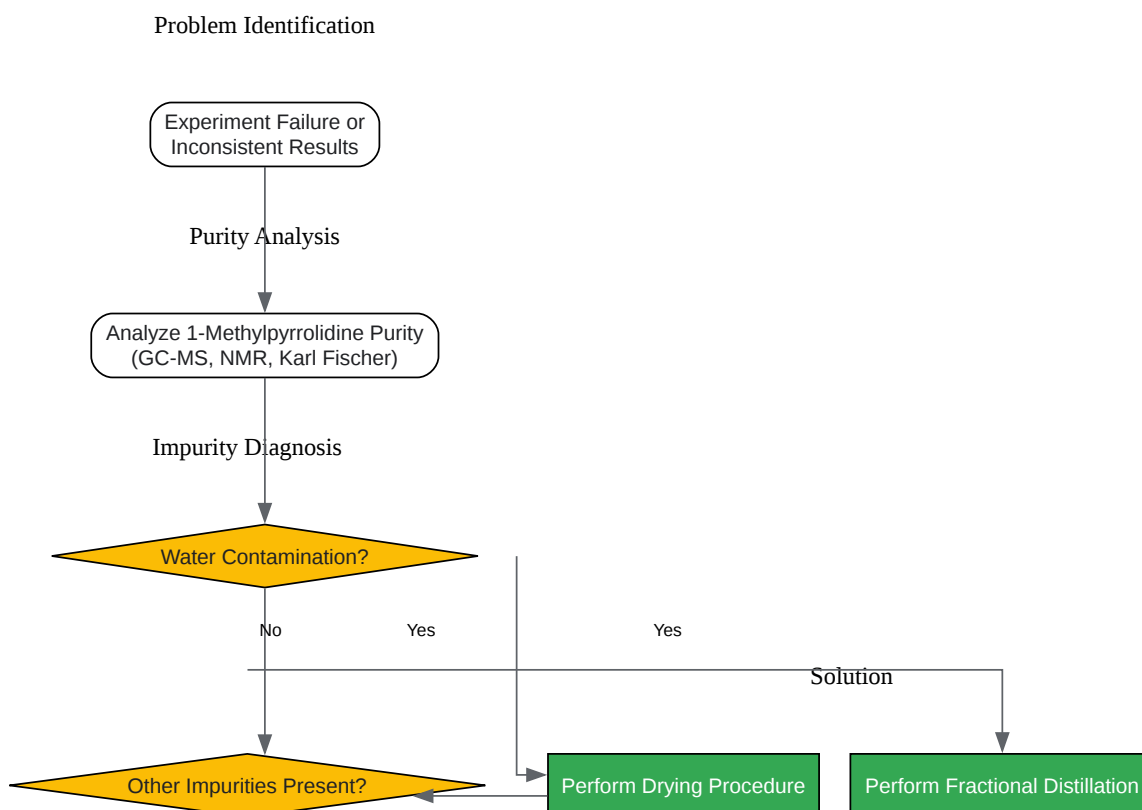 Problem Identification
Experiment Failure or
Inconsistent Results
Purity Analysis
Analyze 1-Methylpyrrolidine Purity
(GC-MS, NMR, Karl Fischer)
Impurity Diagnosis
Water Contamination?
No
Yes
Yes
Solution
Other Impurities Present?
Perform Drying Procedure
Perform Fractional Distillation